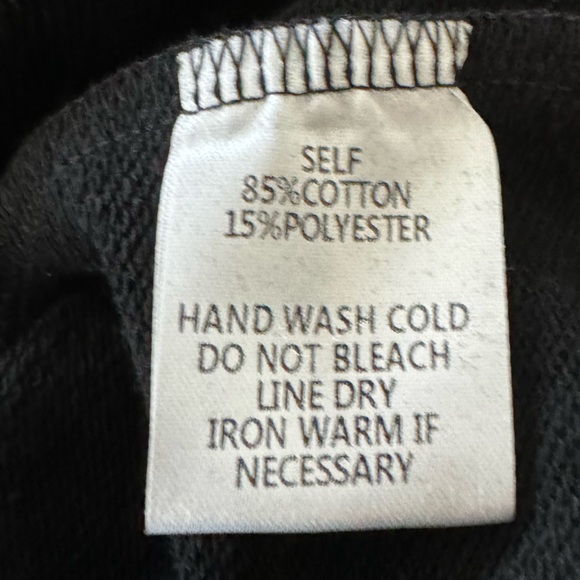 SELF
85%COTTON
15%POLYESTER
HAND WASH COLD
DO NOT BLEACH
LINE DRY
IRON WARM IF
NECESSARY